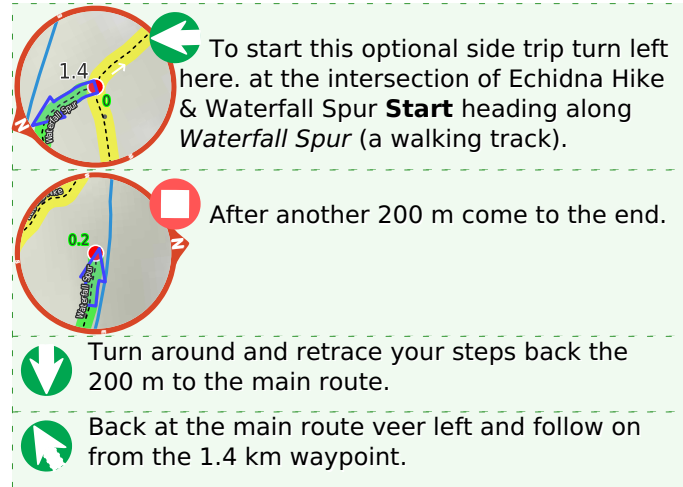 1.4
0
Waterfall Spur
N
To start this optional side trip turn left
here. at the intersection of Echidna Hike
& Waterfall Spur Start heading along
Waterfall Spur (a walking track).
0.2
Waterfall Spur
N
After another 200 m come to the end.
Turn around and retrace your steps back the
200 m to the main route.
Back at the main route veer left and follow on
from the 1.4 km waypoint.